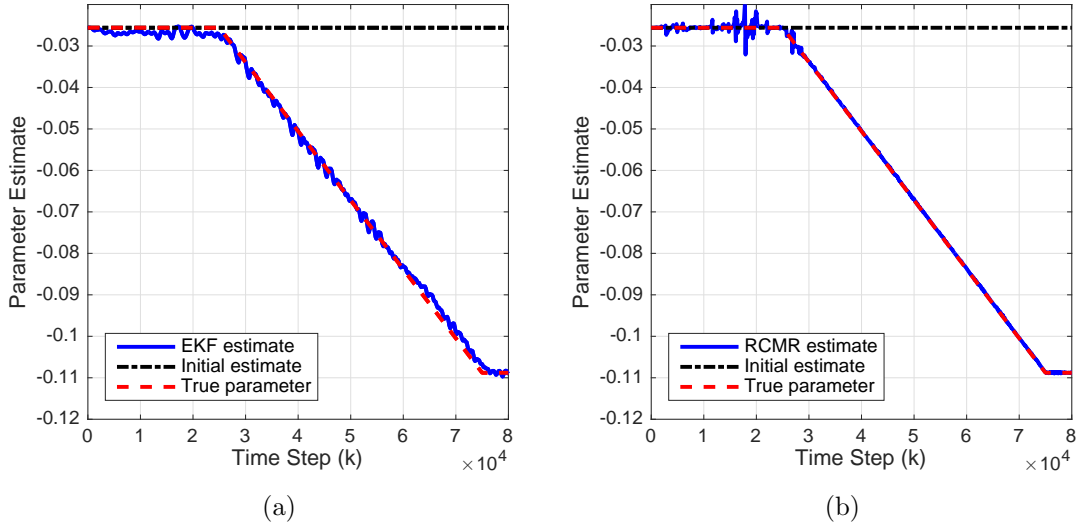 -0.03
-0.04
-0.05
-0.06
-0.07
-0.08
-0.09
-0.1
-0.11
-0.12
Parameter Estimate
EKF estimate
Initial estimate
True parameter
0 1 2 3 4 5 6 7 8
Time Step (k)
×10⁴
(a)
-0.03
-0.04
-0.05
-0.06
-0.07
-0.08
-0.09
-0.1
-0.11
-0.12
Parameter Estimate
RCMR estimate
Initial estimate
True parameter
0 1 2 3 4 5 6 7 8
Time Step (k)
×10⁴
(b)